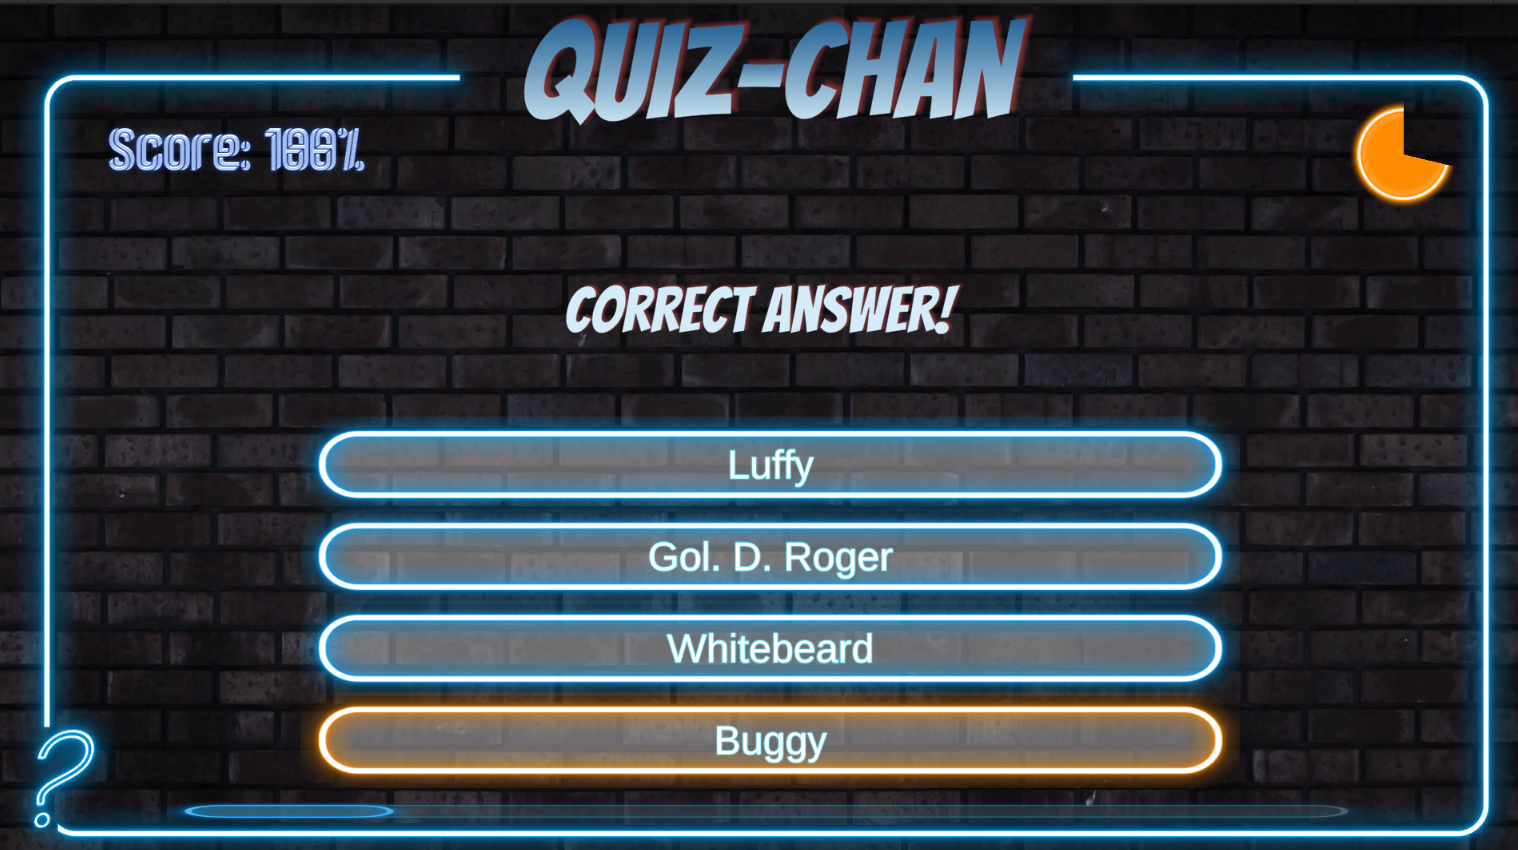 QUIZ-CHAN
Score: 100%
CORRECT ANSWER!
Luffy
Gol. D. Roger
Whitebeard
Buggy
?